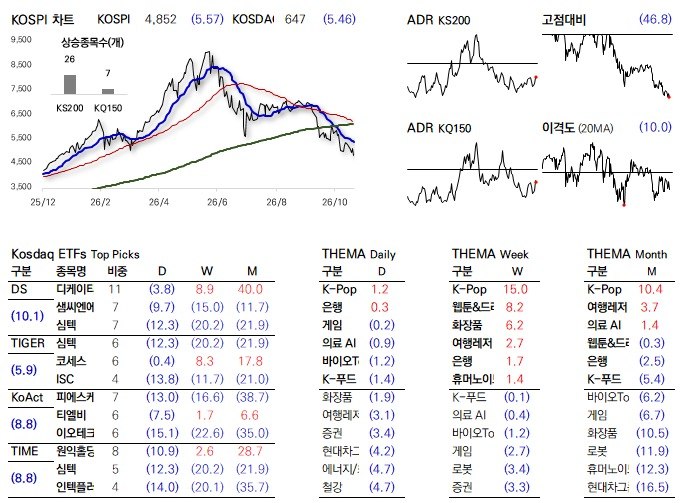 KOSPI 차트 KOSPI 4,852 (5.57) KOSDAQ 647 (5.46)
상승종목수(개)
26
7
KS200 KQ150
9,500
8,500
7,500
6,500
5,500
4,500
3,500
25/12 26/2 26/4 26/6 26/8 26/10
ADR KS200
고점대비 (46.8)
ADR KQ150
이격도 (20MA) (10.0)
Kosdaq ETFs Top Picks
구분 종목명 비중 D W M
DS 디케이티 11 (3.8) 8.9 40.0
(10.1) 샘씨엔에 7 (9.7) (15.0) (11.7)
심텍 7 (12.3) (20.2) (21.9)
TIGER 심텍 6 (12.3) (20.2) (21.9)
(5.9) 코세스 6 (0.4) 8.3 17.8
ISC 4 (13.8) (11.7) (21.0)
KoAct 피에스케 7 (13.0) (16.6) (38.7)
(8.8) 티엘비 6 (7.5) 1.7 6.6
이오테크 6 (15.1) (22.6) (35.0)
TIME 원익홀딩 8 (10.9) 2.6 28.7
(8.8) 심텍 5 (12.3) (20.2) (21.9)
인텍플러 4 (14.0) (20.1) (35.7)
THEMA Daily
구분 D
K-Pop 1.2
은행 0.3
게임 (0.2)
의료 AI (0.9)
바이오T (1.2)
K-푸드 (1.4)
화장품 (1.9)
여행레저 (3.1)
증권 (3.4)
현대차그 (4.2)
에너지/ (4.7)
철강 (4.7)
THEMA Week
구분 W
K-Pop 15.0
웹툰&드라 8.2
화장품 6.2
여행레저 2.7
은행 1.7
휴머노이 1.4
K-푸드 (0.1)
의료 AI (0.4)
바이오To (1.2)
게임 (2.7)
로봇 (3.4)
증권 (3.3)
THEMA Month
구분 M
K-Pop 10.4
여행레저 3.7
의료 AI 1.4
웹툰&드라 (0.3)
은행 (2.5)
K-푸드 (5.4)
바이오To (6.2)
게임 (6.7)
화장품 (10.5)
로봇 (11.9)
휴머노이 (12.3)
현대차그 (16.5)